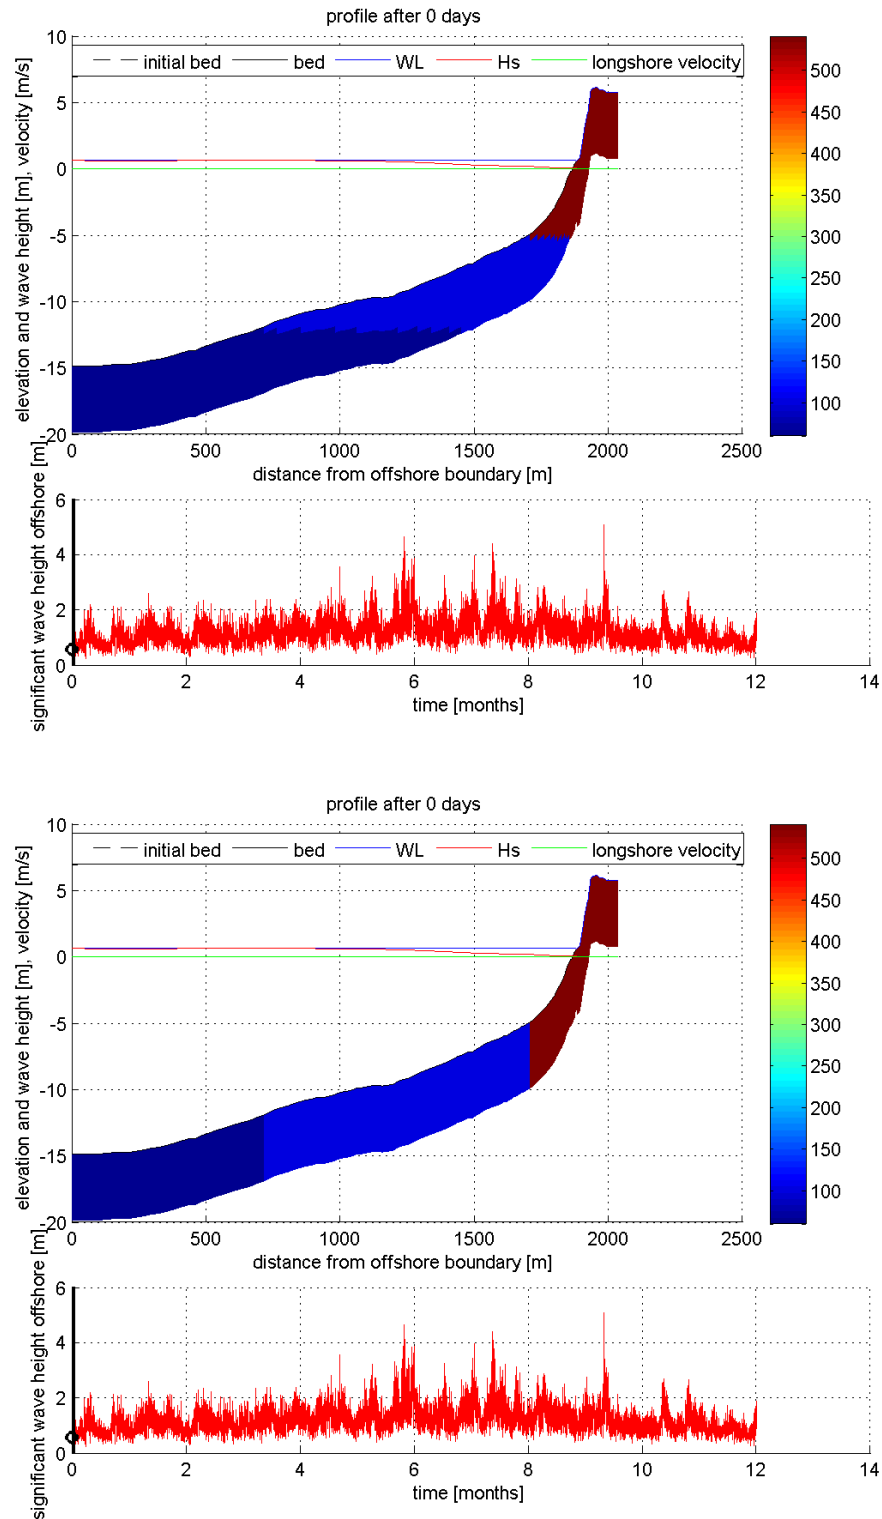 profile after 0 days
initial bed bed WL Hs longshore velocity
elevation and wave height [m], velocity [m/s]
10
5
0
-5
-10
-15
-20
0 500 1000 1500 2000 2500
distance from offshore boundary [m]
500
450
400
350
300
250
200
150
100
significant wave height offshore [m],
6
4
2
0
0 2 4 6 8 10 12 14
time [months]
profile after 0 days
initial bed bed WL Hs longshore velocity
elevation and wave height [m], velocity [m/s]
10
5
0
-5
-10
-15
-20
0 500 1000 1500 2000 2500
distance from offshore boundary [m]
500
450
400
350
300
250
200
150
100
significant wave height offshore [m],
6
4
2
0
0 2 4 6 8 10 12 14
time [months]